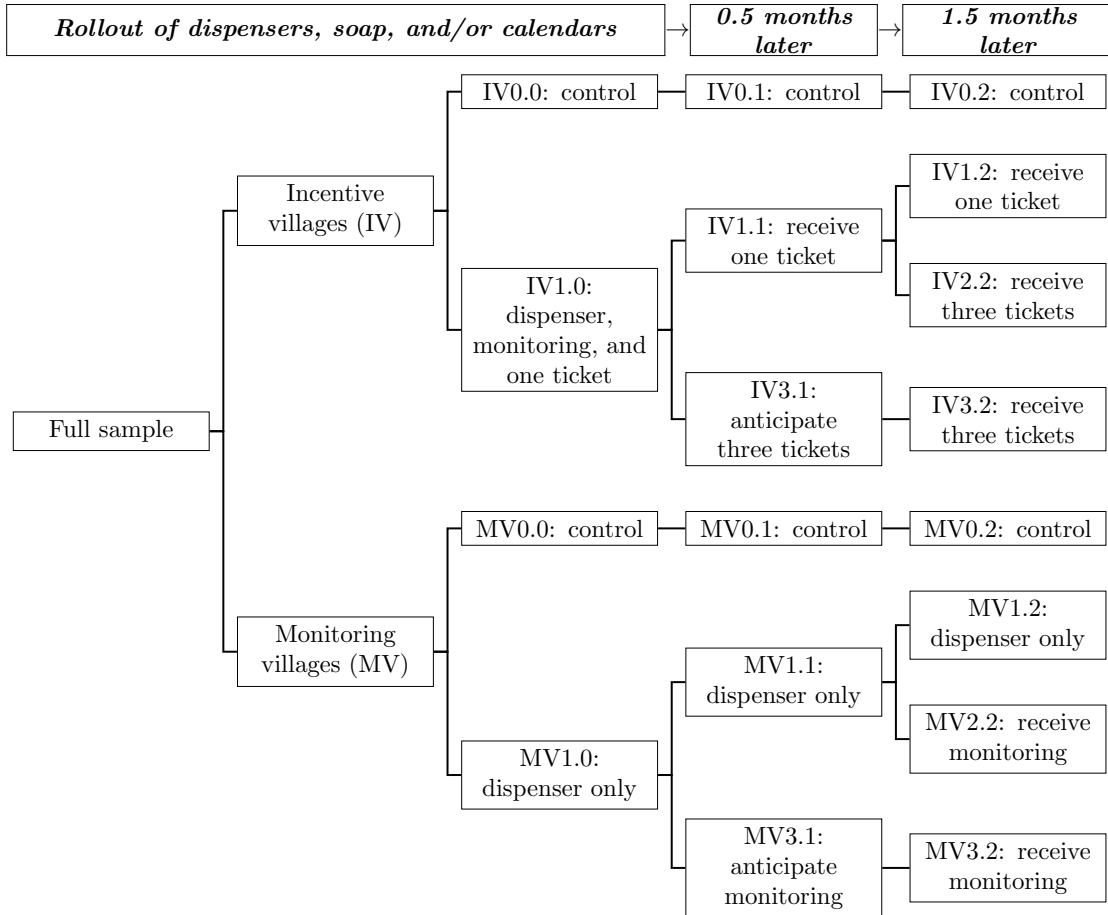 Rollout of dispensers, soap, and/or calendars
0.5 months
later
1.5 months
later
IV0.0: control
IV0.1: control
IV0.2: control
Incentive
villages (IV)
IV1.0:
dispenser,
monitoring, and
one ticket
IV1.1: receive
one ticket
IV1.2: receive
one ticket
IV2.2: receive
three tickets
IV3.1:
anticipate
three tickets
IV3.2: receive
three tickets
Full sample
MV0.0: control
MV0.1: control
MV0.2: control
Monitoring
villages (MV)
MV1.0:
dispenser only
MV1.1:
dispenser only
MV1.2:
dispenser only
MV2.2: receive
monitoring
MV3.1:
anticipate
monitoring
MV3.2: receive
monitoring